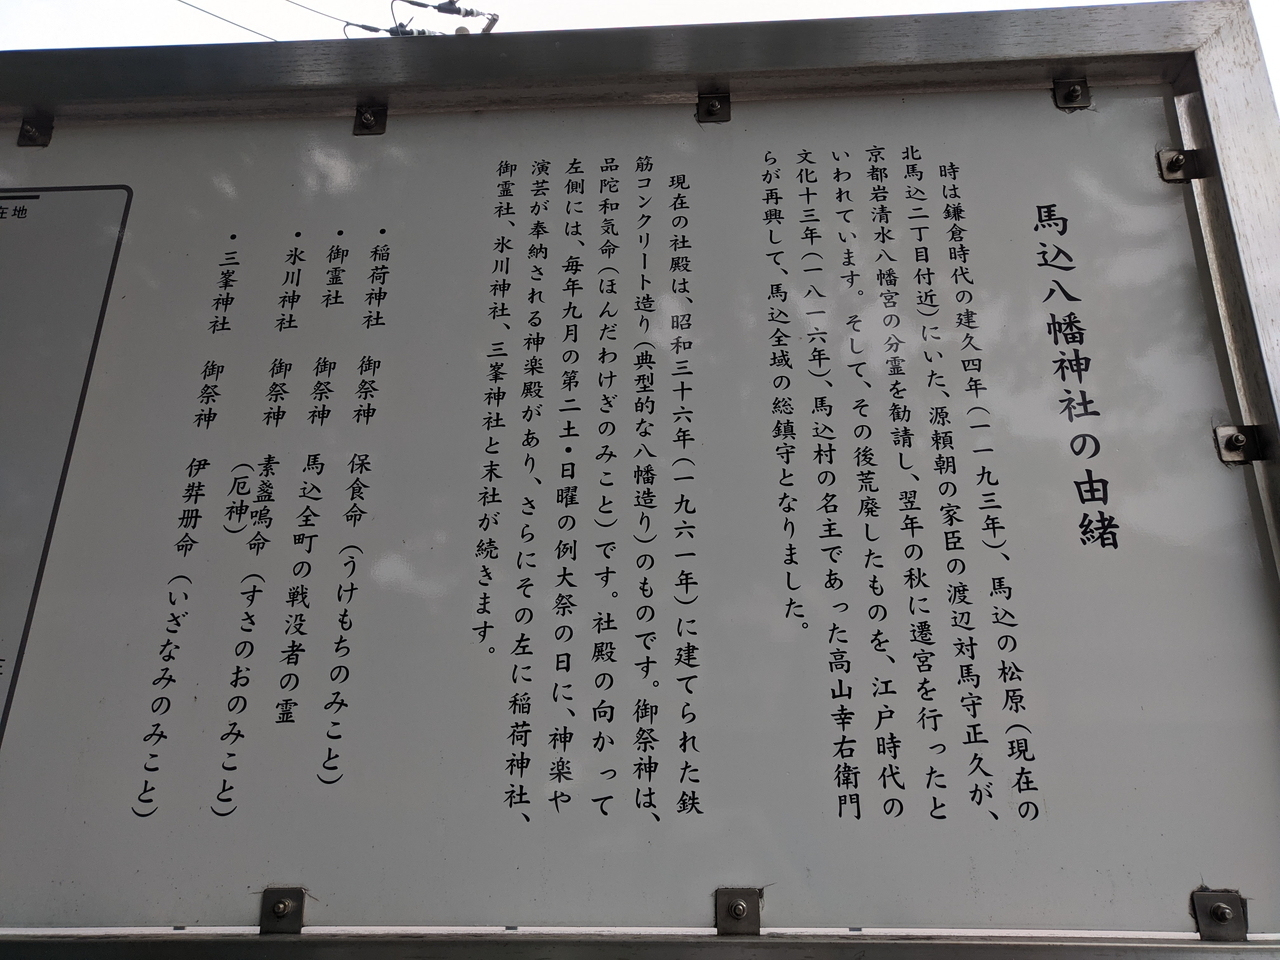 馬込八幡神社の由緒
時は鎌倉時代の建久四年(一一九三年)、馬込の松原(現在の
北馬込二丁目付近)にいた、源頼朝の家臣の渡辺対馬守正久が、
京都岩清水八幡宮の分霊を勧請し、翌年の秋に遷宮を行ったと
いわれています。そして、その後荒廃したものを、江戸時代の
文化十三年(一八一六年)、馬込村の名主であった高山幸右衛門
らが再興して、馬込全域の総鎮守となりました。
現在の社殿は、昭和三十六年(一九六一年)に建てられた鉄
筋コンクリート造り(典型的な八幡造り)のものです。御祭神は、
品陀和気命(ほんだわけぎのみこと)です。社殿の向かって
左側には、毎年九月の第二土・日曜の例大祭の日に、神楽や
演芸が奉納される神楽殿があり、さらにその左に稲荷神社、
御霊社、氷川神社、三峯神社と末社が続きます。
・稲荷神社 御祭神 保食命(うけもちのみこと)
・御霊社 御祭神 馬込全町の戦没者の霊
・氷川神社 御祭神 素盞嗚命(すさのおのみこと)
(厄神)
・三峯神社 御祭神 伊弉冊命(いざなみのみこと)
在地